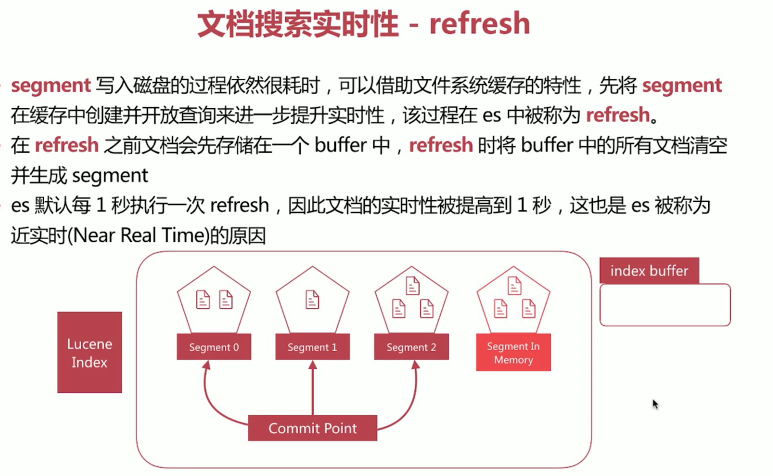 文档搜索实时性 - refresh
segment 写入磁盘的过程依然很耗时，可以借助文件系统缓存的特性，先将 segment
在缓存中创建并开放查询来进一步提升实时性，该过程在 es 中被称为 refresh。
在 refresh 之前文档会先存储在一个 buffer 中，refresh 时将 buffer 中的所有文档清空
并生成 segment
es 默认每 1 秒执行一次 refresh，因此文档的实时性被提高到 1 秒，这也是 es 被称为
近实时(Near Real Time)的原因
index buffer
Lucene
Index
Segment 0
Segment 1
Segment 2
Segment In
Memory
Commit Point